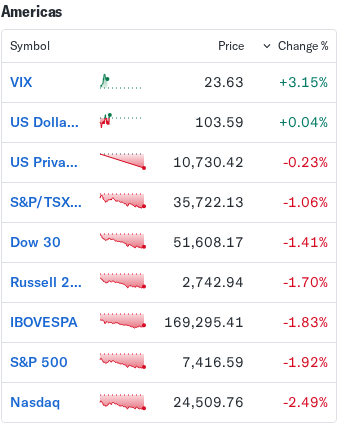 Americas
Symbol Price Change %
VIX 23.63 +3.15%
US Dolla... 103.59 +0.04%
US Priva... 10,730.42 -0.23%
S&P/TSX... 35,722.13 -1.06%
Dow 30 51,608.17 -1.41%
Russell 2... 2,742.94 -1.70%
IBOVESPA 169,295.41 -1.83%
S&P 500 7,416.59 -1.92%
Nasdaq 24,509.76 -2.49%